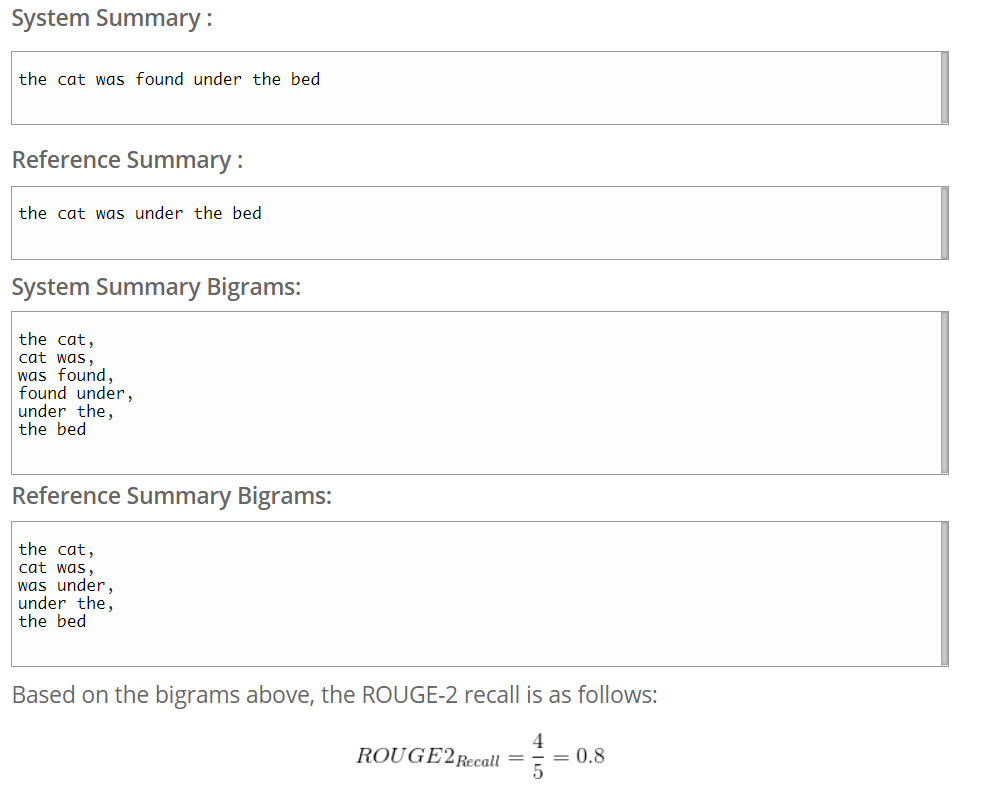 System Summary :
the cat was found under the bed
Reference Summary :
the cat was under the bed
System Summary Bigrams:
the cat,
cat was,
was found,
found under,
under the,
the bed
Reference Summary Bigrams:
the cat,
cat was,
was under,
under the,
the bed
Based on the bigrams above, the ROUGE-2 recall is as follows:
ROUGE2Recall = 4/5 = 0.8